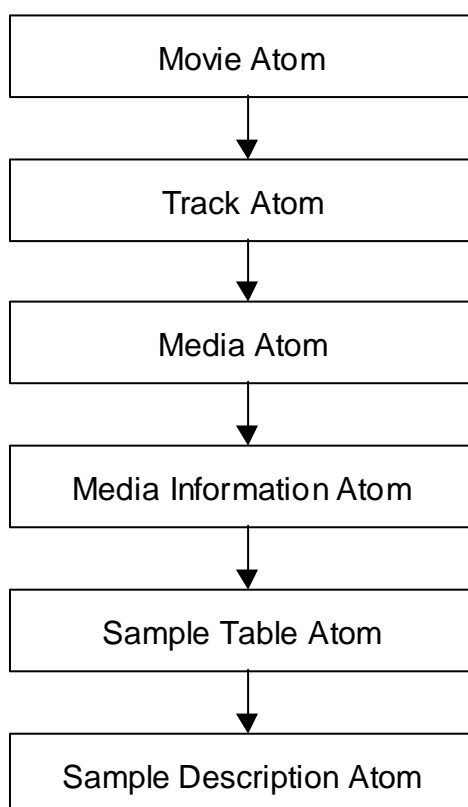 Movie Atom
Track Atom
Media Atom
Media Information Atom
Sample Table Atom
Sample Description Atom